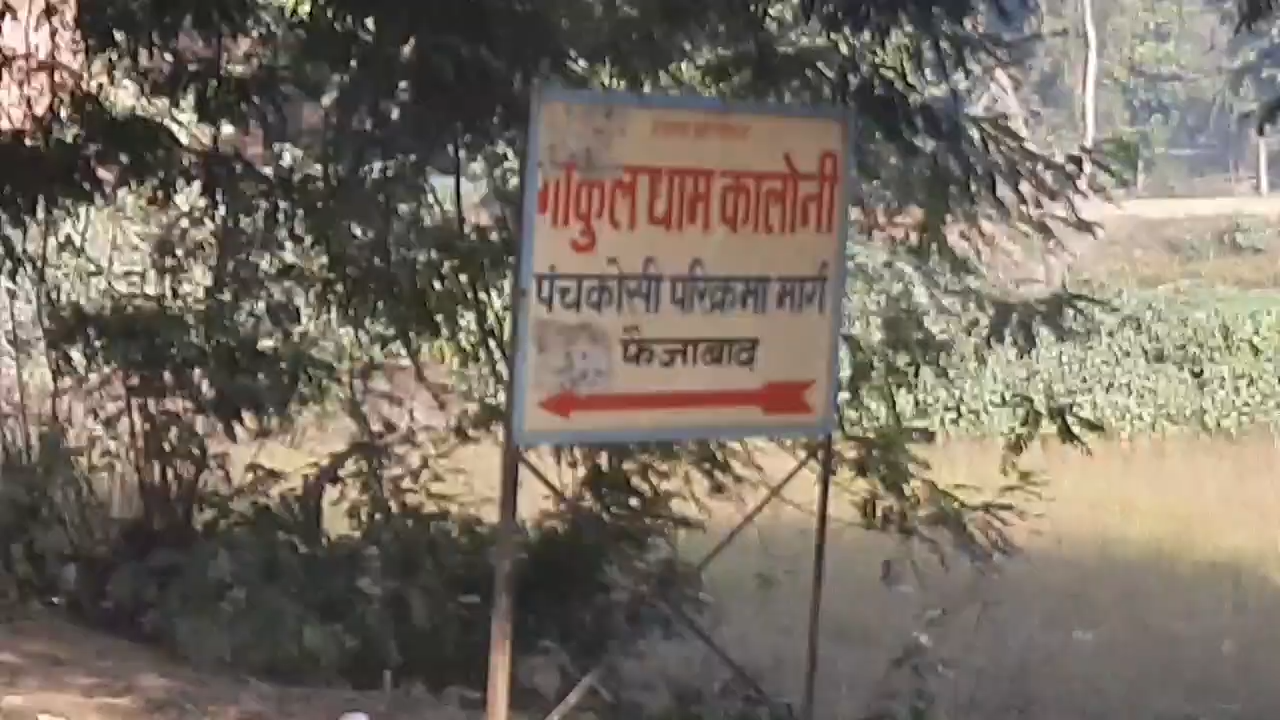 गोकुल धाम कालोनी
पंचकोसी परिक्रमा मार्ग
फैजाबाद